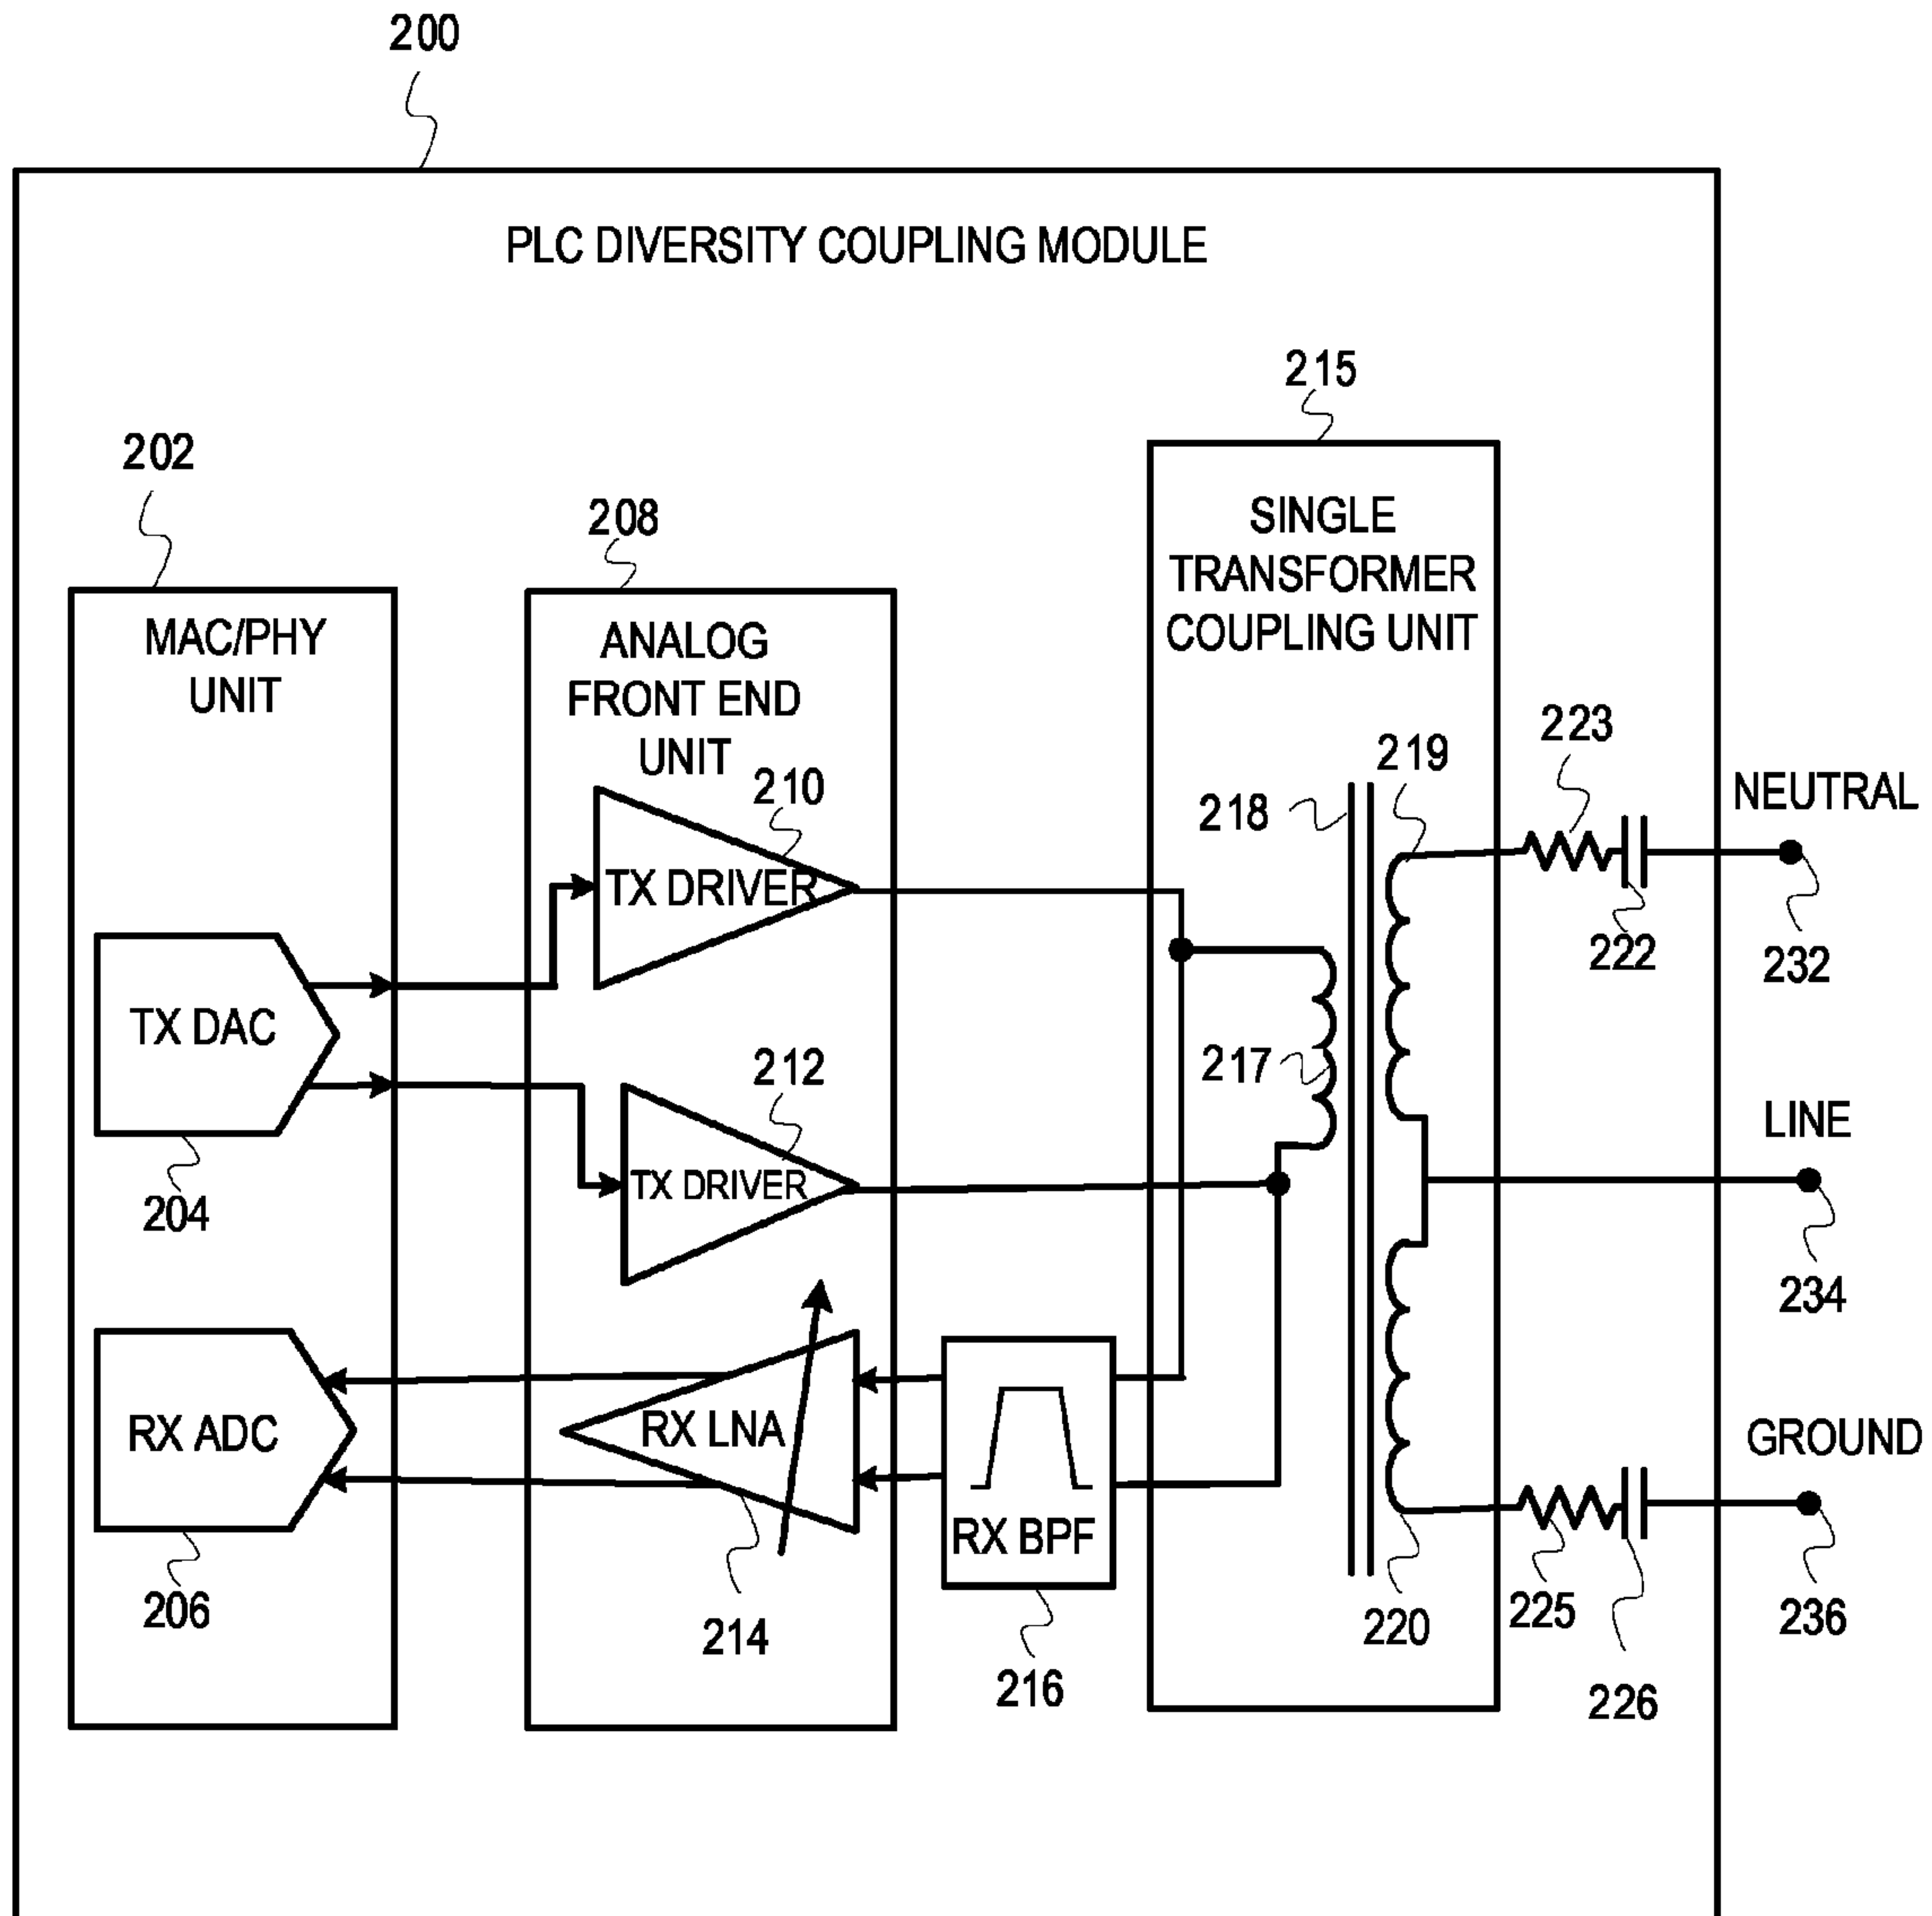 200
PLC DIVERSITY COUPLING MODULE
215
202
208
SINGLE
TRANSFORMER
COUPLING UNIT
MAC/PHY
UNIT
ANALOG
FRONT END
UNIT
210
218
219
223
NEUTRAL
TX DRIVER
222
232
TX DAC
217
212
LINE
TX DRIVER
204
234
RX ADC
RX LNA
RX BPF
GROUND
206
214
216
220
225
226
236